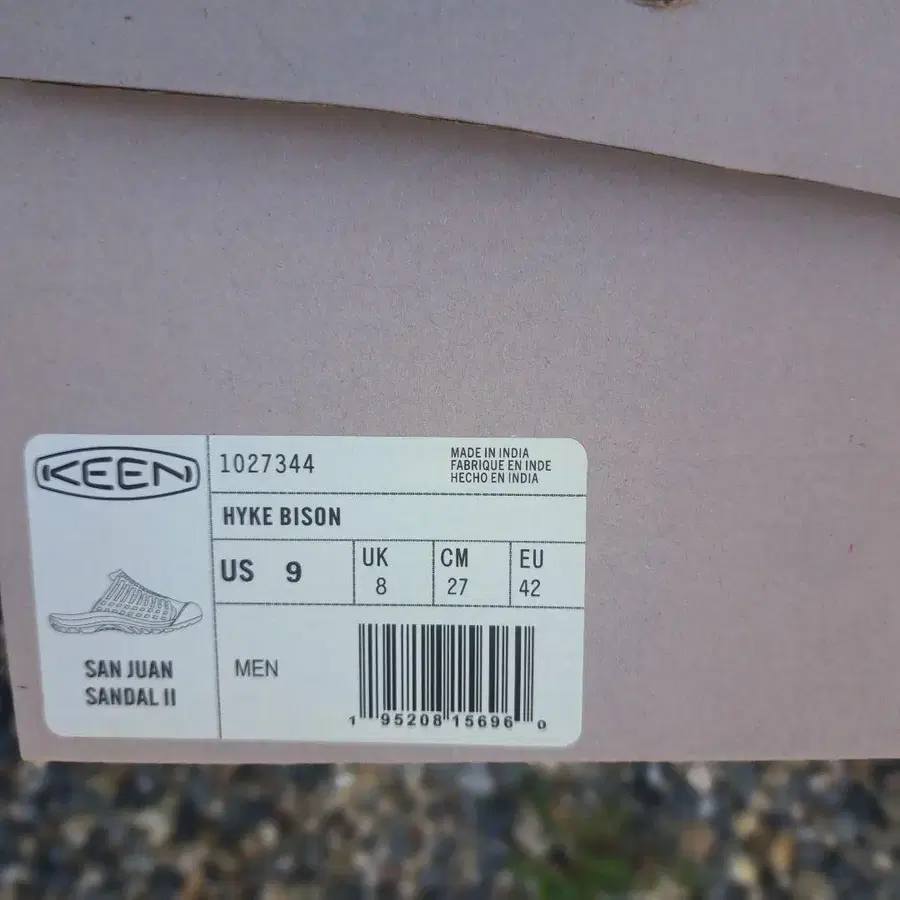 KEEN
1027344
MADE IN INDIA
FABRIQUE EN INDE
HECHO EN INDIA
HYKE BISON
US 9
UK 8
CM 27
EU 42
SAN JUAN
SANDAL II
MEN
1 95208 15696 0